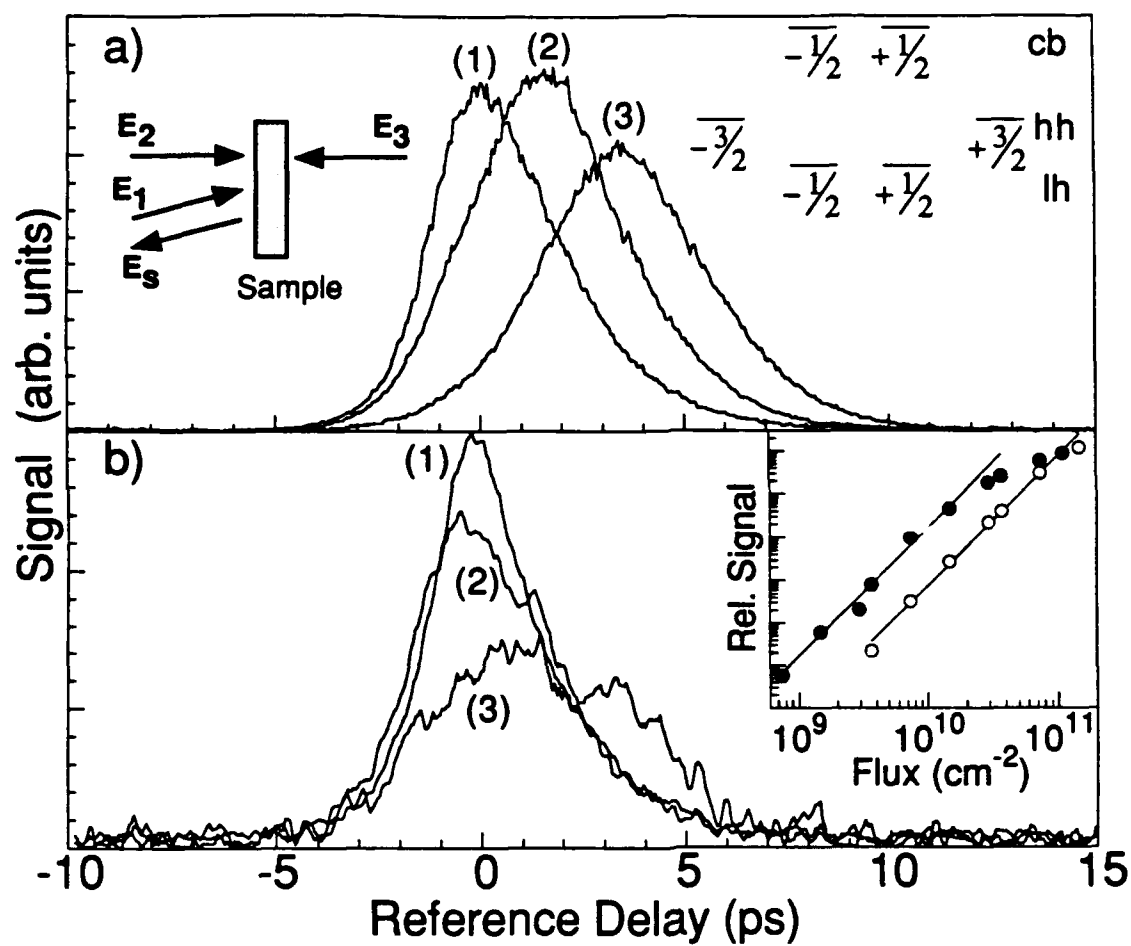 a)
(1)
(2)
(3)
-1/2 +1/2 cb
-3/2 +3/2 hh
-1/2 +1/2 lh
E2
E3
E1
Es
Sample
Signal (arb. units)
b)
(1)
(2)
(3)
Rel. Signal
10^9 10^10 10^11
Flux (cm^-2)
-10 -5 0 5 10 15
Reference Delay (ps)